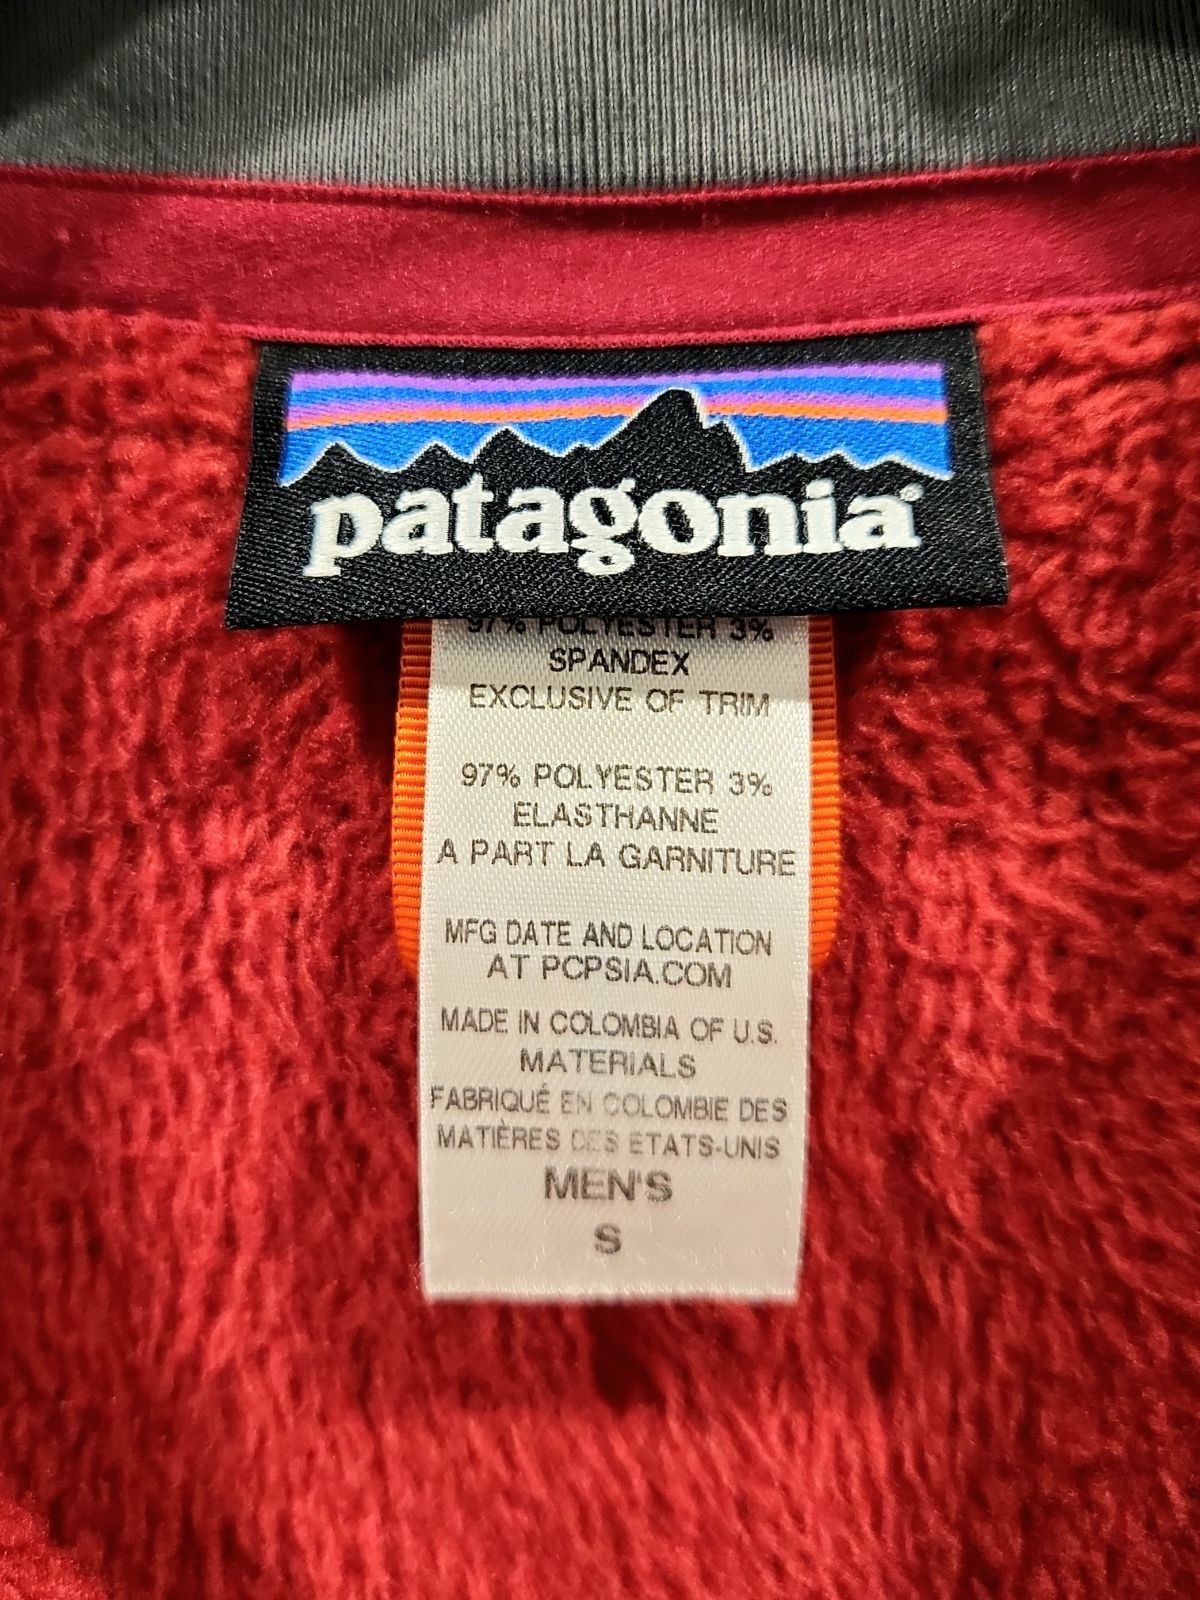 patagonia®
97% POLYESTER 3%
SPANDEX
EXCLUSIVE OF TRIM
97% POLYESTER 3%
ELASTHANNE
A PART LA GARNITURE
MFG DATE AND LOCATION
AT PCPSIA.COM
MADE IN COLOMBIA OF U.S.
MATERIALS
FABRIQUÉ EN COLOMBIE DES
MATIÈRES DES ETATS-UNIS
MEN'S
S